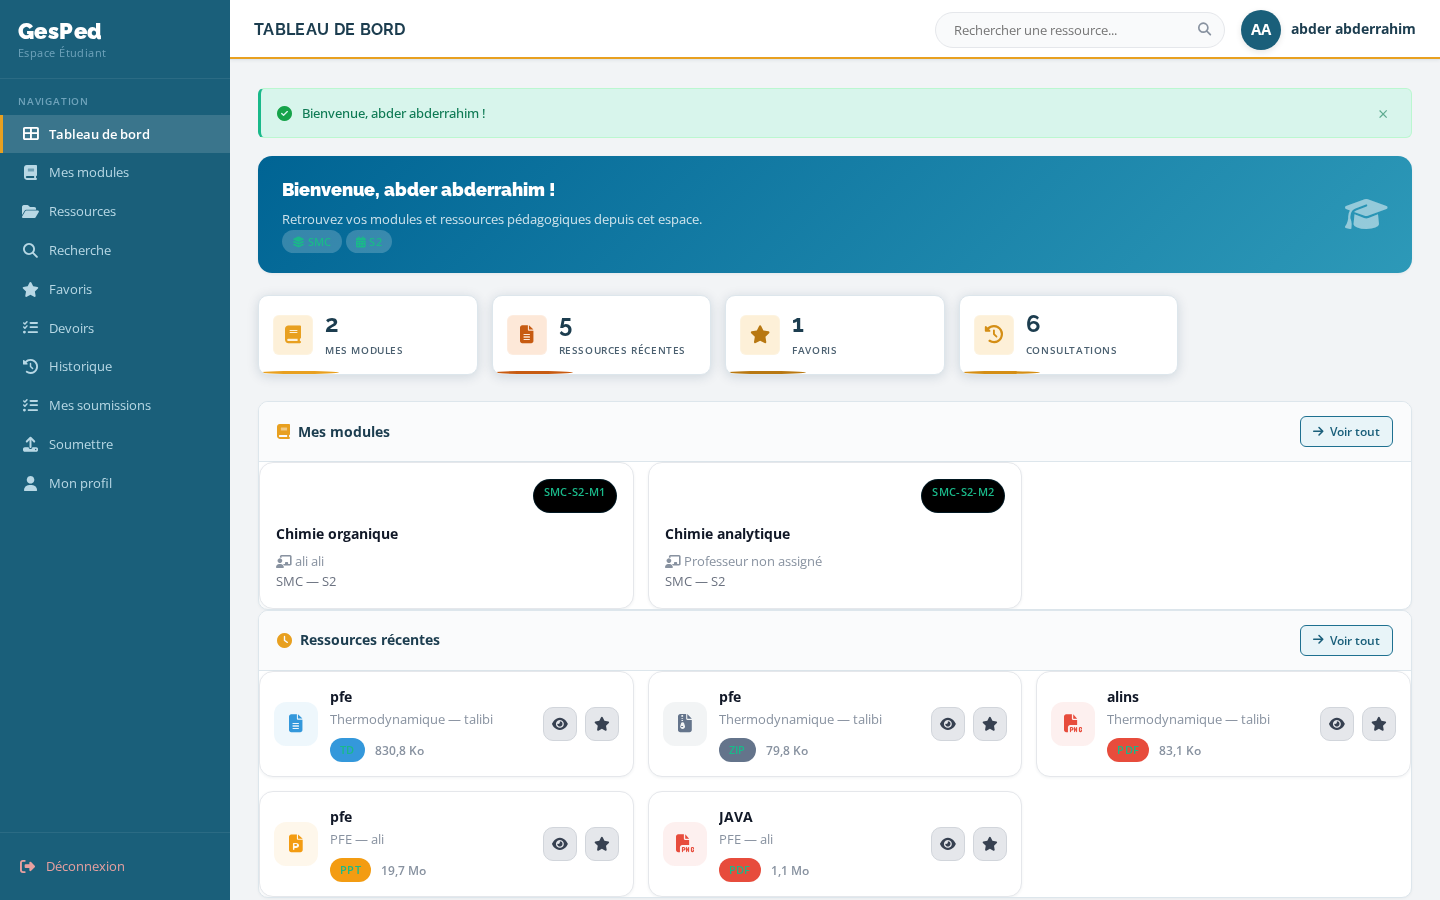 GesPed
Espace Étudiant
NAVIGATION
Tableau de bord
Mes modules
Ressources
Recherche
Favoris
Devoirs
Historique
Mes soumissions
Soumettre
Mon profil
Déconnexion
TABLEAU DE BORD
Rechercher une ressource...
AA
abder abderrahim
Bienvenue, abder abderrahim !
×
Bienvenue, abder abderrahim !
Retrouvez vos modules et ressources pédagogiques depuis cet espace.
SMC
S2
2
MES MODULES
5
RESSOURCES RÉCENTES
1
FAVORIS
6
CONSULTATIONS
Mes modules
Voir tout
SMC-S2-M1
Chimie organique
ali ali
SMC — S2
SMC-S2-M2
Chimie analytique
Professeur non assigné
SMC — S2
Ressources récentes
Voir tout
pfe
Thermodynamique — talibi
830,8 Ko
pfe
Thermodynamique — talibi
ZIP
79,8 Ko
alins
Thermodynamique — talibi
PDF
83,1 Ko
pfe
PFE — ali
PPT
19,7 Mo
JAVA
PFE — ali
PDF
1,1 Mo